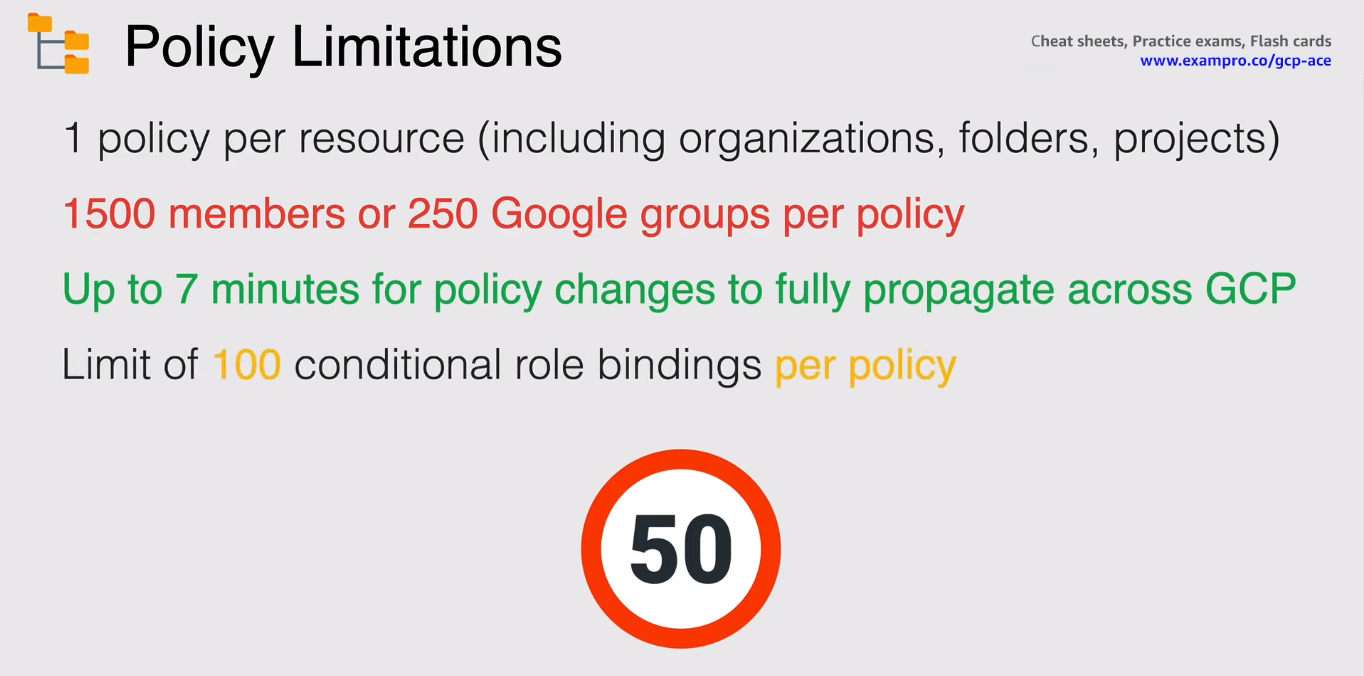 Policy Limitations
Cheat sheets, Practice exams, Flash cards
www.exampro.co/gcp-ace
1 policy per resource (including organizations, folders, projects)
1500 members or 250 Google groups per policy
Up to 7 minutes for policy changes to fully propagate across GCP
Limit of 100 conditional role bindings per policy
50